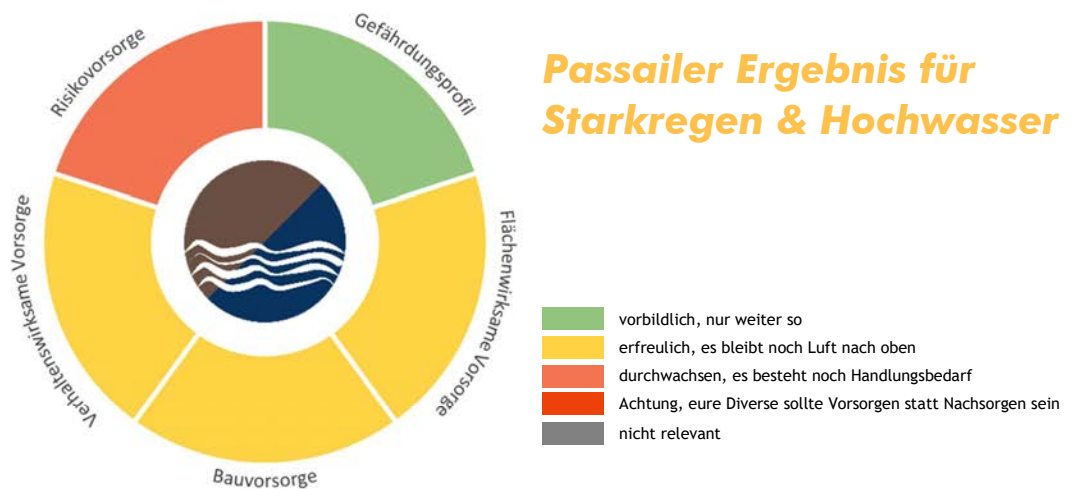 Passailer Ergebnis für
Starkregen & Hochwasser
Gefährdungsprofil
Flächenwirksame Vorsorge
Bauvorsorge
Verhaltenswirksame Vorsorge
Risikovorsorge
vorbildlich, nur weiter so
erfreulich, es bleibt noch Luft nach oben
durchwachsen, es besteht noch Handlungsbedarf
Achtung, eure Diverse sollte Vorsorgen statt Nachsorgen sein
nicht relevant